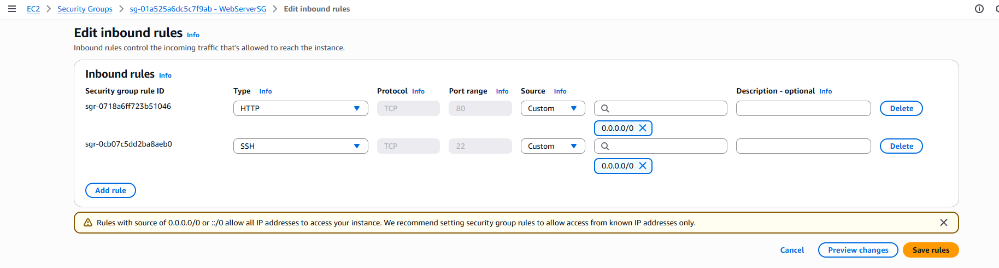 EC2 > Security Groups > sg-01a525a6dc5c7f9ab - WebServerSG > Edit inbound rules
Edit inbound rules Info
Inbound rules control the incoming traffic that's allowed to reach the instance.
Inbound rules Info
Security group rule ID Type Info Protocol Info Port range Info Source Info Description - optional Info
sgr-0718a6ff723b51046 HTTP TCP 80 Custom Delete
0.0.0.0/0
sgr-0cb07c5dd2ba8aeb0 SSH TCP 22 Custom Delete
0.0.0.0/0
Add rule
Rules with source of 0.0.0.0/0 or ::/0 allow all IP addresses to access your instance. We recommend setting security group rules to allow access from known IP addresses only.
Cancel Preview changes Save rules